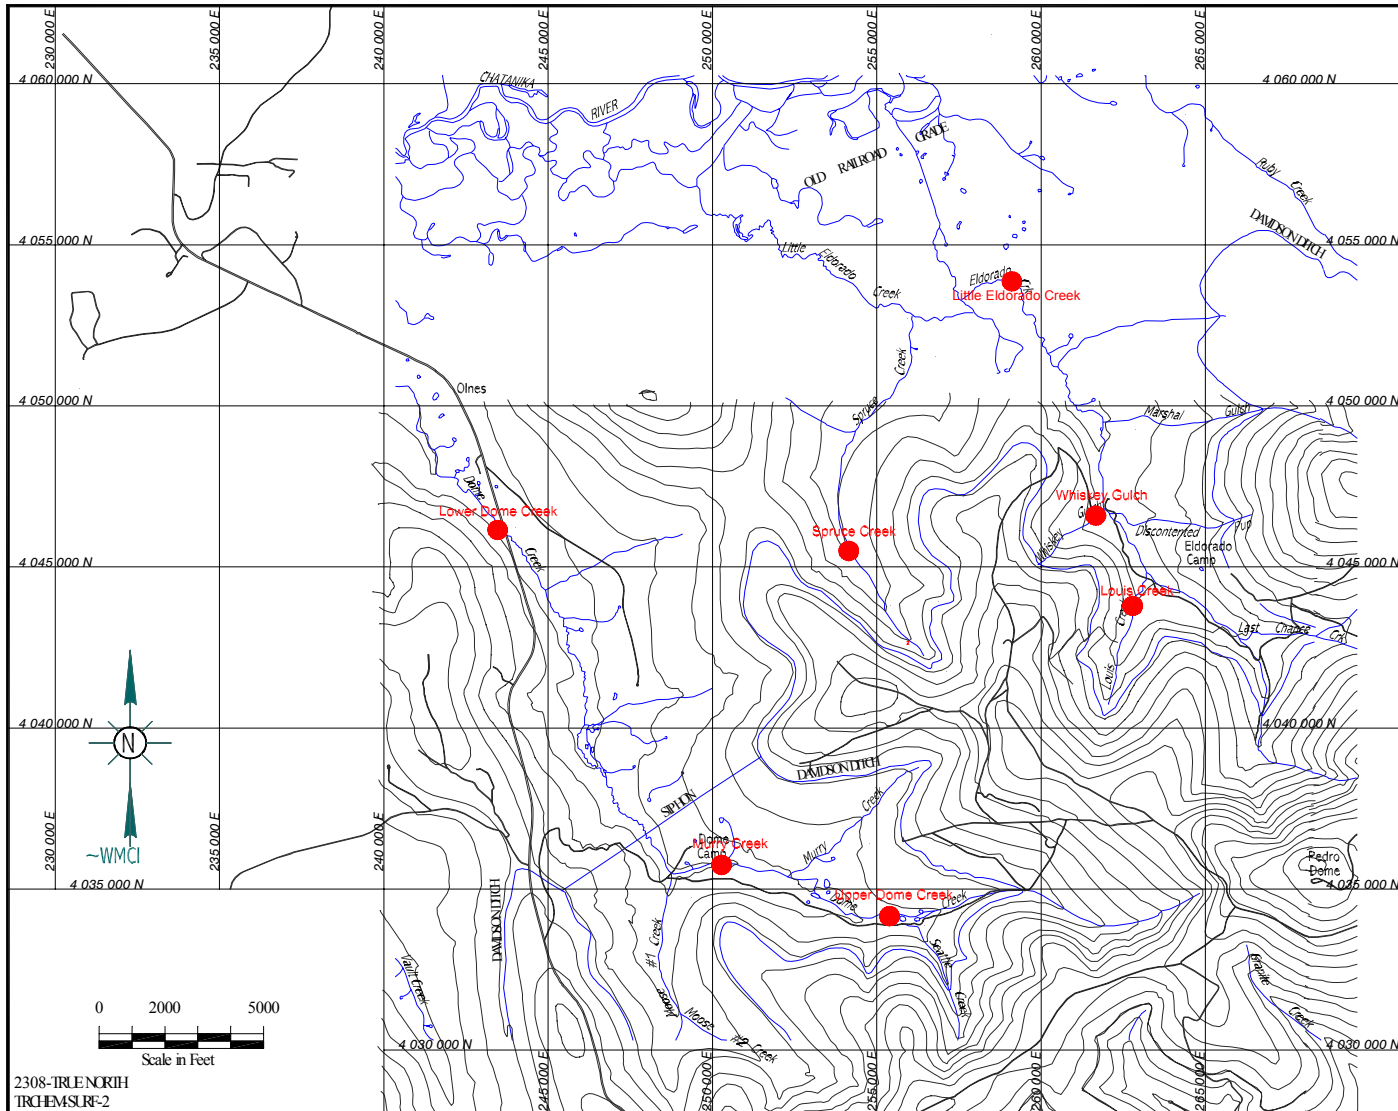 230 000 E
235 000 E
240 000 E
245 000 E
250 000 E
255 000 E
260 000 E
265 000 E
4 060 000 N
4 060 000 N
CHATANIKA
RIVER
OLD RAILROAD GRADE
Ruby
Creek
DAVIDSON DITCH
4 055 000 N
4 055 000 N
Little
Eldorado
Creek
Eldorado
Crk
Little Eldorado Creek
Creek
Spruce
Olnes
4 050 000 N
4 050 000 N
Marshal
Gulch
Dome
Lower Dome Creek
Creek
Whiskey Gulch
Gulch
Whiskey
Discontented
Pup
Eldorado
Camp
Spruce Creek
4 045 000 N
4 045 000 N
Louis Creek
Creek
Louis
Last Chance Crk
4 040 000 N
4 040 000 N
N
~WMCI
DAVIDSON DITCH
SIPHON
Creek
Murry
Dome
Camp
Murry Creek
Pedro
Dome
230 000 E
235 000 E
240 000 E
4 035 000 N
4 035 000 N
Upper Dome Creek
Dome
Creek
DAVIDSON DITCH
#1 Creek
Moose
Moose
#2 Creek
Seattle
Creek
Vault Creek
Granite
Creek
0 2000 5000
Scale in Feet
4 030 000 N
4 030 000 N
245 000 E
250 000 E
255 000 E
260 000 E
265 000 E
2308-TRUE NORTH
TRCHEM-SURF-2